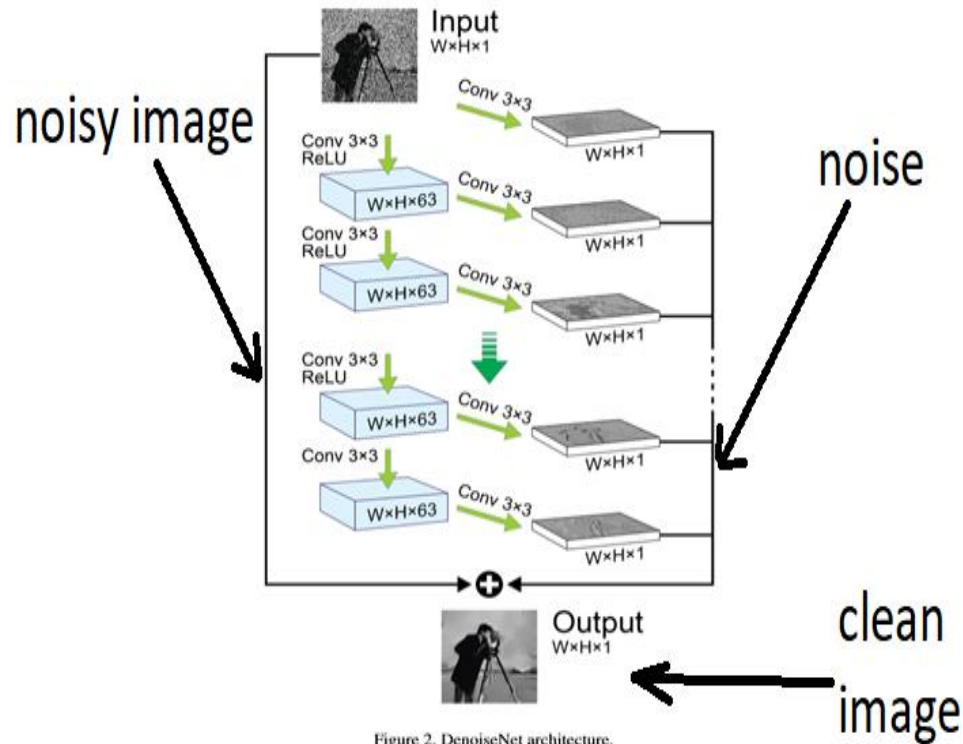 Input
W×H×1
noisy image
Conv 3×3
W×H×1
Conv 3×3
ReLU
W×H×63
Conv 3×3
W×H×1
noise
Conv 3×3
ReLU
W×H×63
Conv 3×3
W×H×1
Conv 3×3
ReLU
W×H×63
Conv 3×3
W×H×1
Conv 3×3
W×H×63
Conv 3×3
W×H×1
+
Output
W×H×1
clean
image
Figure 2. DenoiseNet architecture.